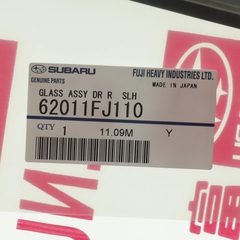 SUBARU
GENUINE PARTS
FUJI HEAVY INDUSTRIES LTD.
MADE IN JAPAN
GLASS ASSY DR R SLH
62011FJ110
QTY 1 11.09M Y